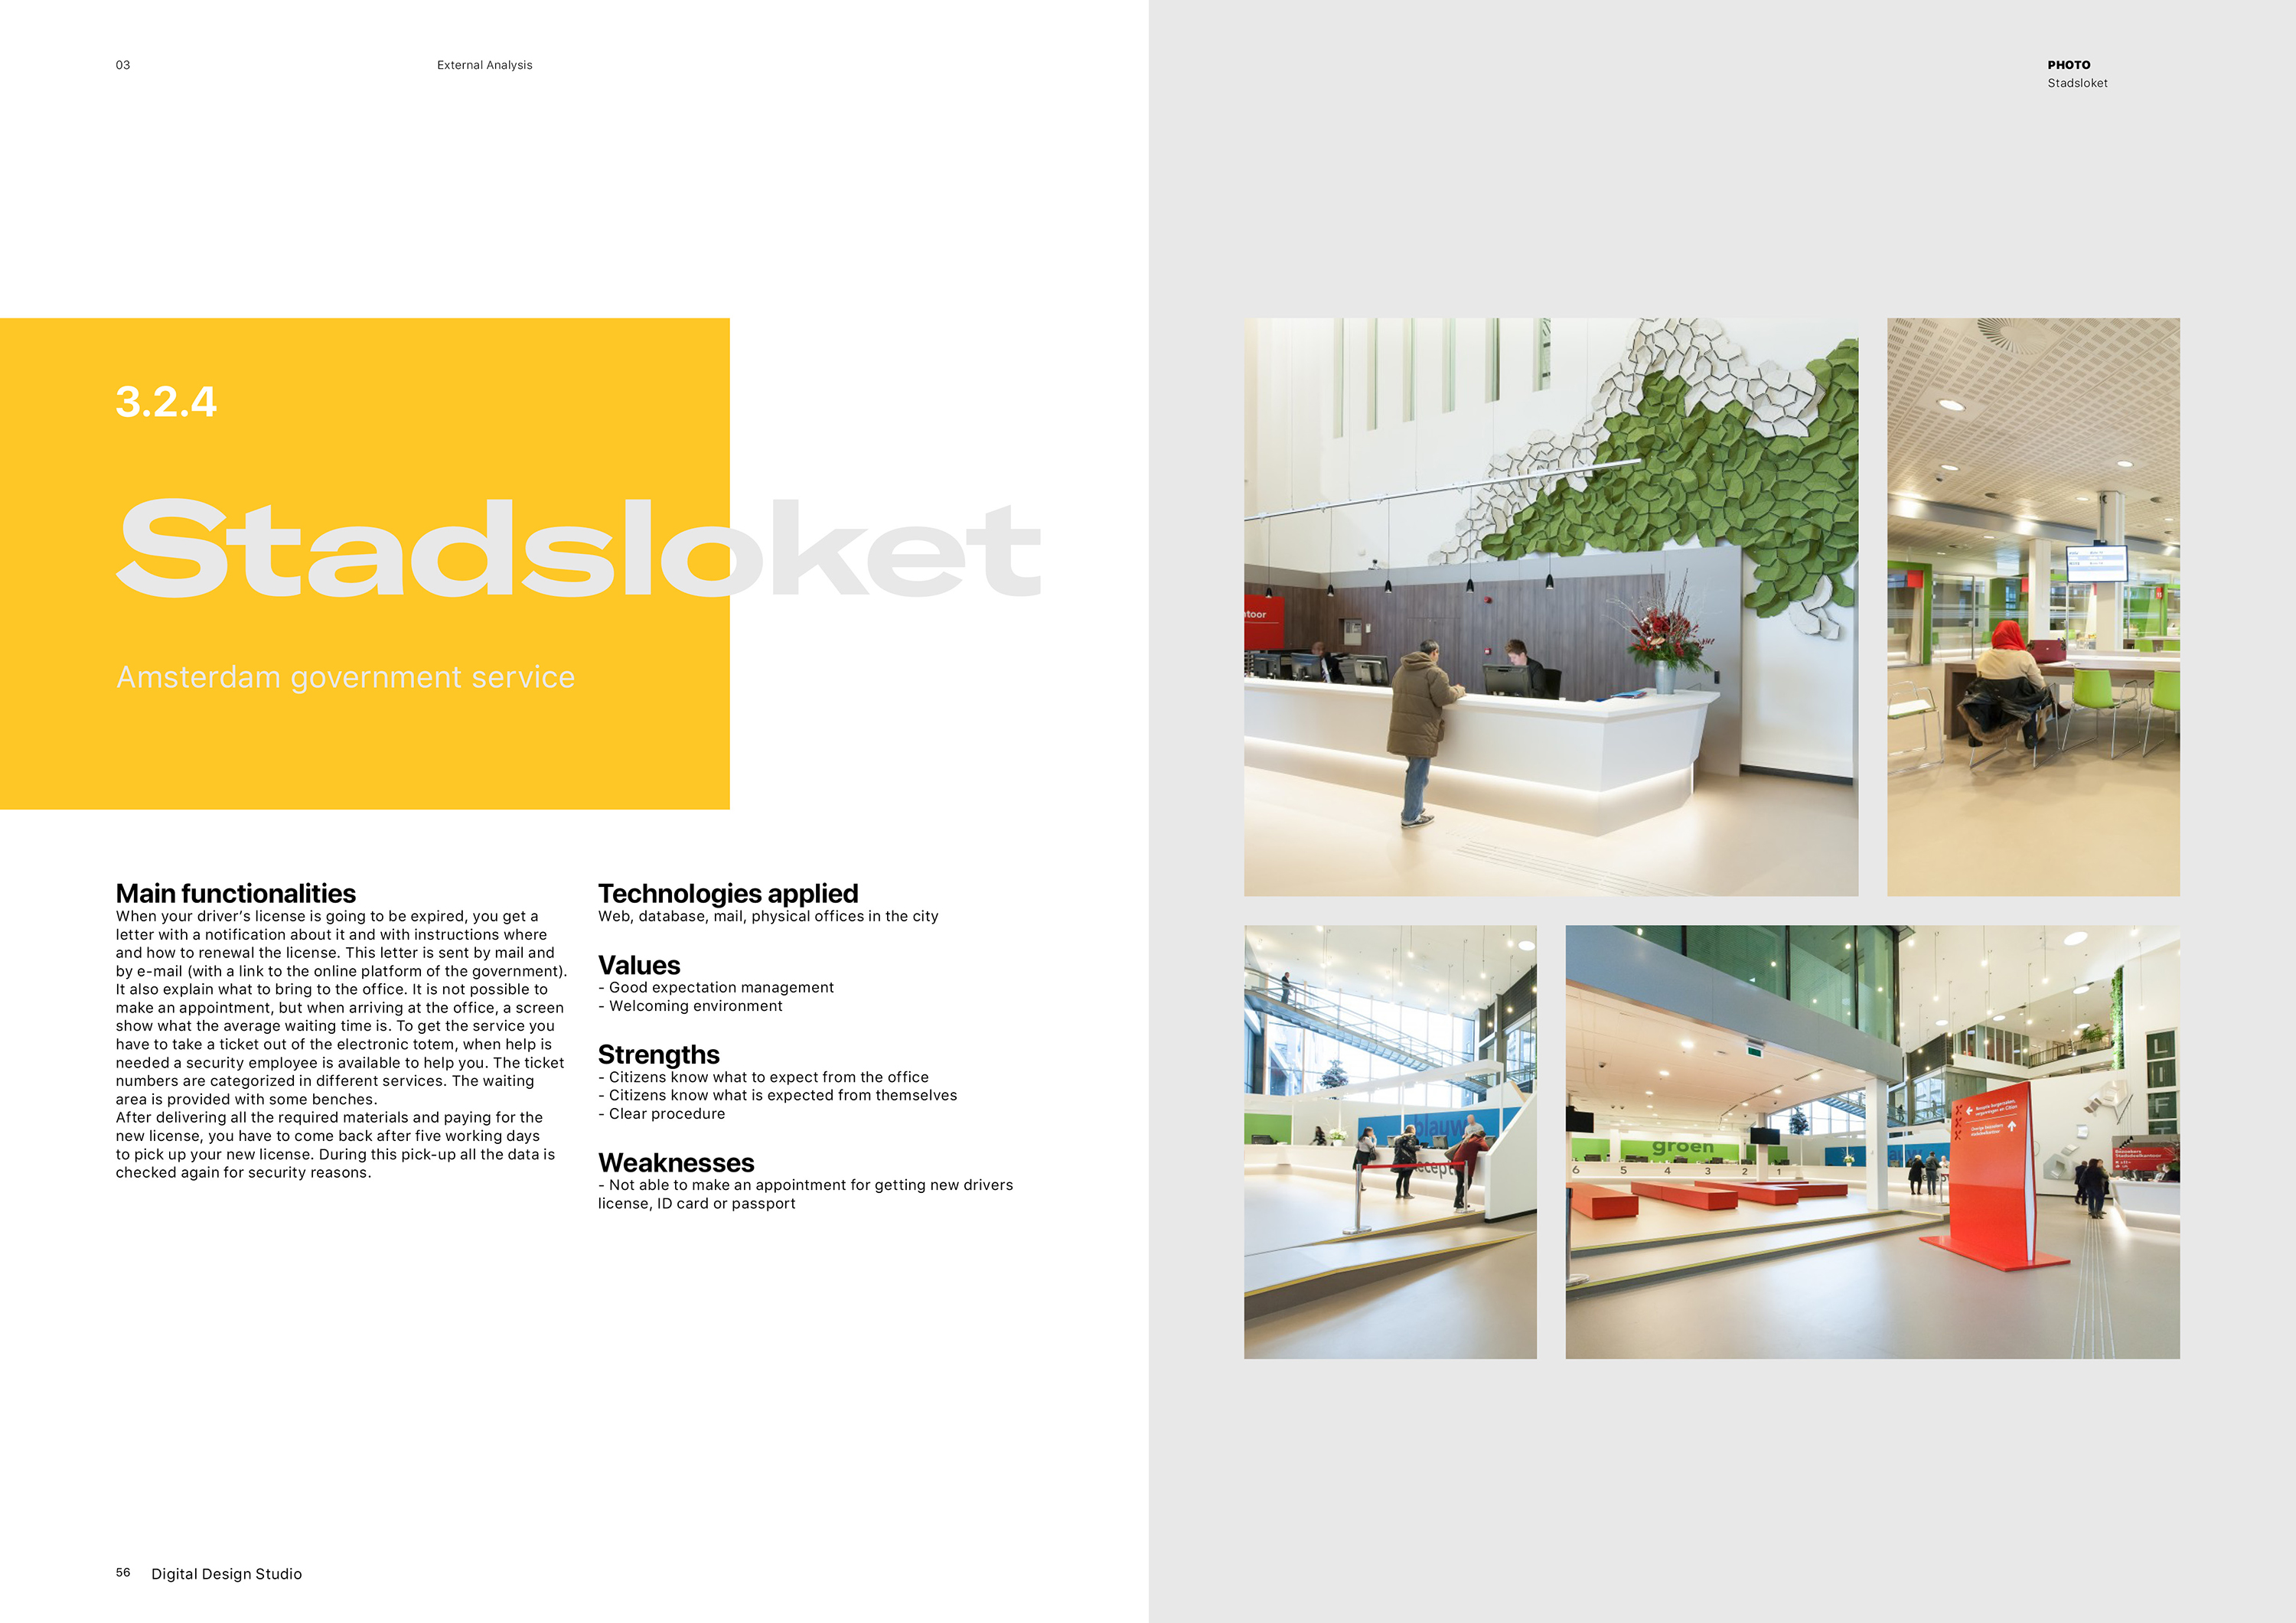 03
External Analysis
PHOTO
Stadsloket
3.2.4
Stadsloket
Amsterdam government service
Main functionalities
When your driver’s license is going to be expired, you get a
letter with a notification about it and with instructions where
and how to renewal the license. This letter is sent by mail and
by e-mail (with a link to the online platform of the government).
It also explain what to bring to the office. It is not possible to
make an appointment, but when arriving at the office, a screen
show what the average waiting time is. To get the service you
have to take a ticket out of the electronic totem, when help is
needed a security employee is available to help you. The ticket
numbers are categorized in different services. The waiting
area is provided with some benches.
After delivering all the required materials and paying for the
new license, you have to come back after five working days
to pick up your new license. During this pick-up all the data is
checked again for security reasons.
Technologies applied
Web, database, mail, physical offices in the city
Values
- Good expectation management
- Welcoming environment
Strengths
- Citizens know what to expect from the office
- Citizens know what is expected from themselves
- Clear procedure
Weaknesses
- Not able to make an appointment for getting new drivers
license, ID card or passport
toor
blauw
cept
groen
6 5 4 3 2 1
auw
LIFT
Bezoekers
Stadsdeelkantoor
56
Digital Design Studio